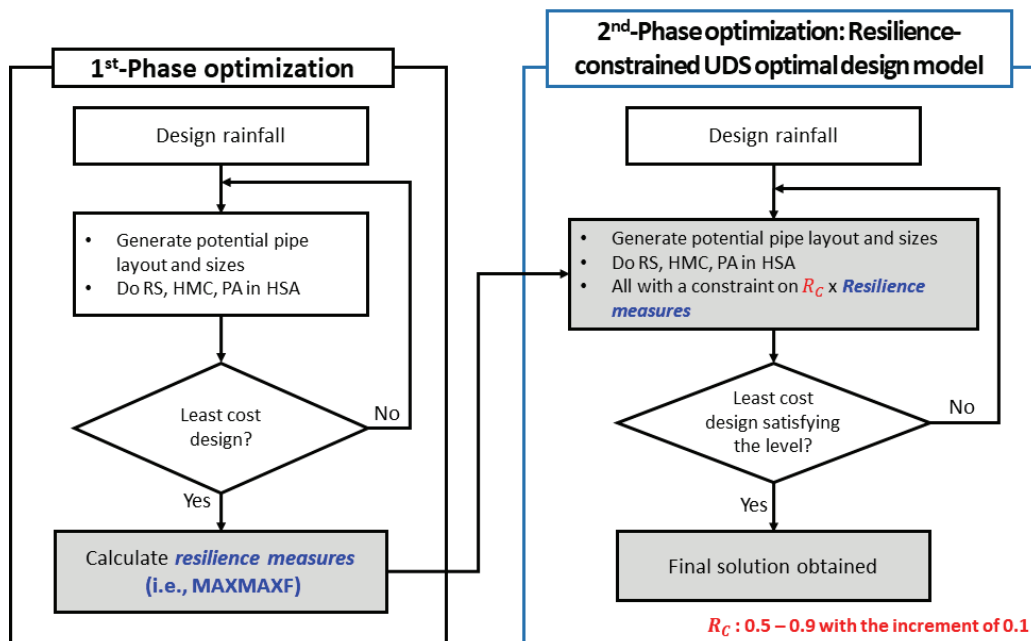 1st-Phase optimization
Design rainfall
• Generate potential pipe
layout and sizes
• Do RS, HMC, PA in HSA
Least cost
design?
No
Yes
Calculate resilience measures
(i.e., MAXMAXF)
2nd-Phase optimization: Resilience-
constrained UDS optimal design model
Design rainfall
• Generate potential pipe layout and sizes
• Do RS, HMC, PA in HSA
• All with a constraint on R_C x Resilience
measures
Least cost
design satisfying
the level?
No
Yes
Final solution obtained
R_C : 0.5 – 0.9 with the increment of 0.1